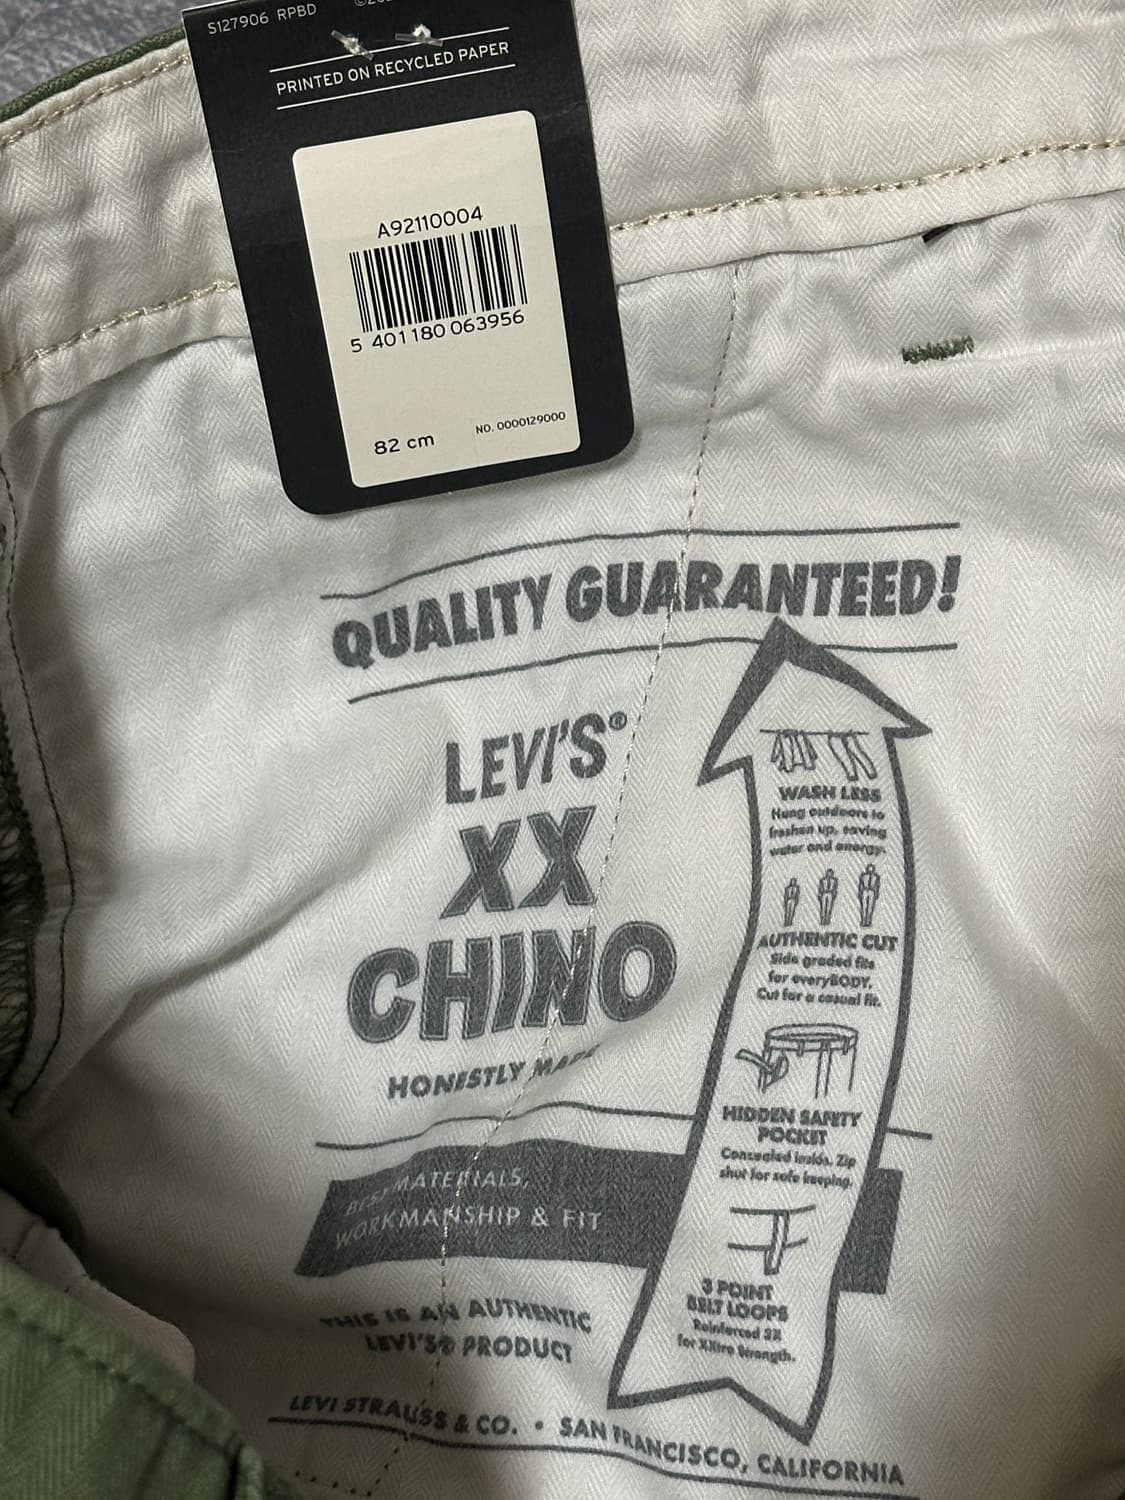 S127906 RPBD
PRINTED ON RECYCLED PAPER
A92110004
5 401180 063956
82 cm
NO. 0000129000
QUALITY GUARANTEED!
LEVI'S®
XX
CHINO
HONESTLY MADE
BEST MATERIALS,
WORKMANSHIP & FIT
THIS IS AN AUTHENTIC
LEVI'S® PRODUCT
LEVI STRAUSS & CO. • SAN FRANCISCO, CALIFORNIA
WASH LESS
Hung outdoors to
freshen up, saving
water and energy.
AUTHENTIC CUT
Side graded fits
for everyBODY.
Cut for a casual fit.
HIDDEN SAFETY
POCKET
Concealed inside. Zip
shut for safe keeping.
3 POINT
BELT LOOPS
Reinforced 3X
for XXtra Strength.